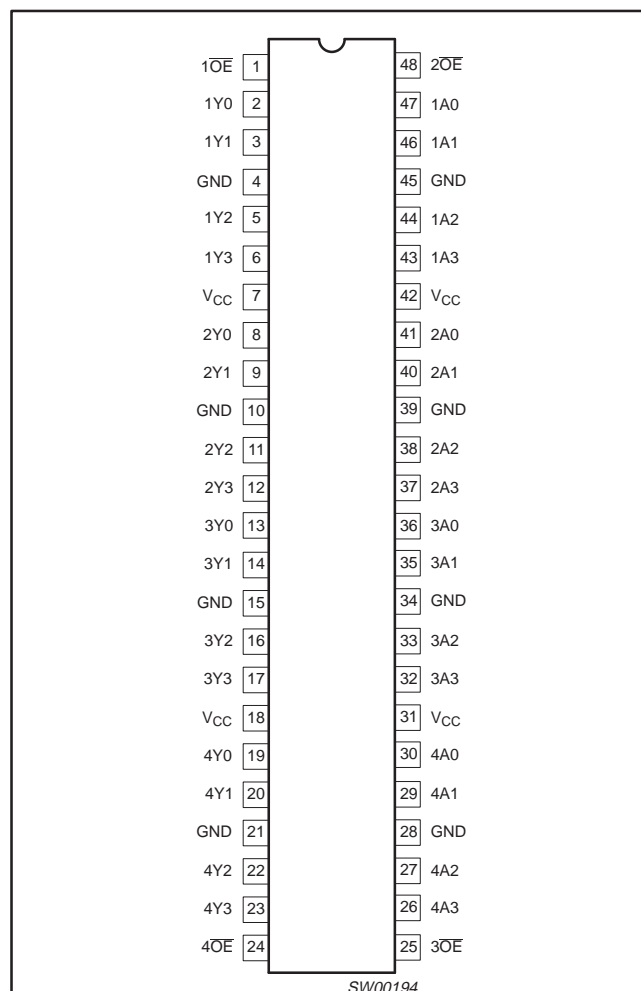 1O̅E̅ 1 48 2O̅E̅
1Y0 2 47 1A0
1Y1 3 46 1A1
GND 4 45 GND
1Y2 5 44 1A2
1Y3 6 43 1A3
VCC 7 42 VCC
2Y0 8 41 2A0
2Y1 9 40 2A1
GND 10 39 GND
2Y2 11 38 2A2
2Y3 12 37 2A3
3Y0 13 36 3A0
3Y1 14 35 3A1
GND 15 34 GND
3Y2 16 33 3A2
3Y3 17 32 3A3
VCC 18 31 VCC
4Y0 19 30 4A0
4Y1 20 29 4A1
GND 21 28 GND
4Y2 22 27 4A2
4Y3 23 26 4A3
4O̅E̅ 24 25 3O̅E̅
SW00194